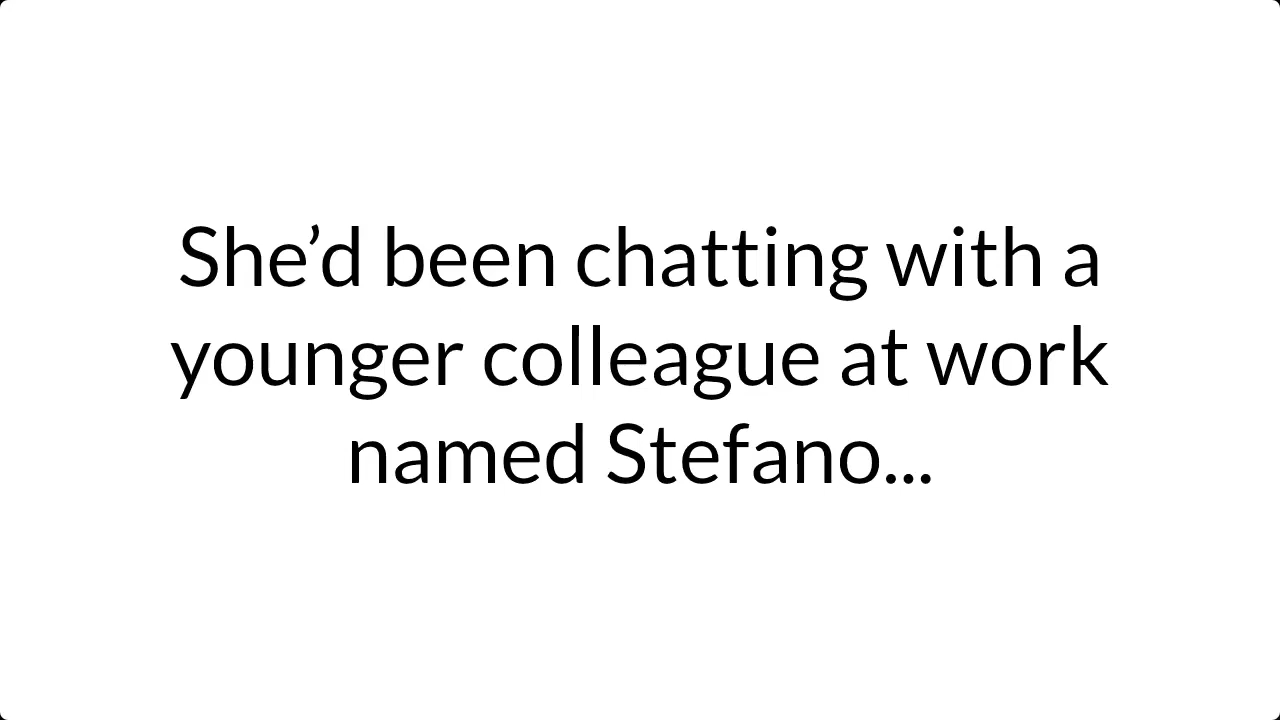 She’d been chatting with a
younger colleague at work
named Stefano...